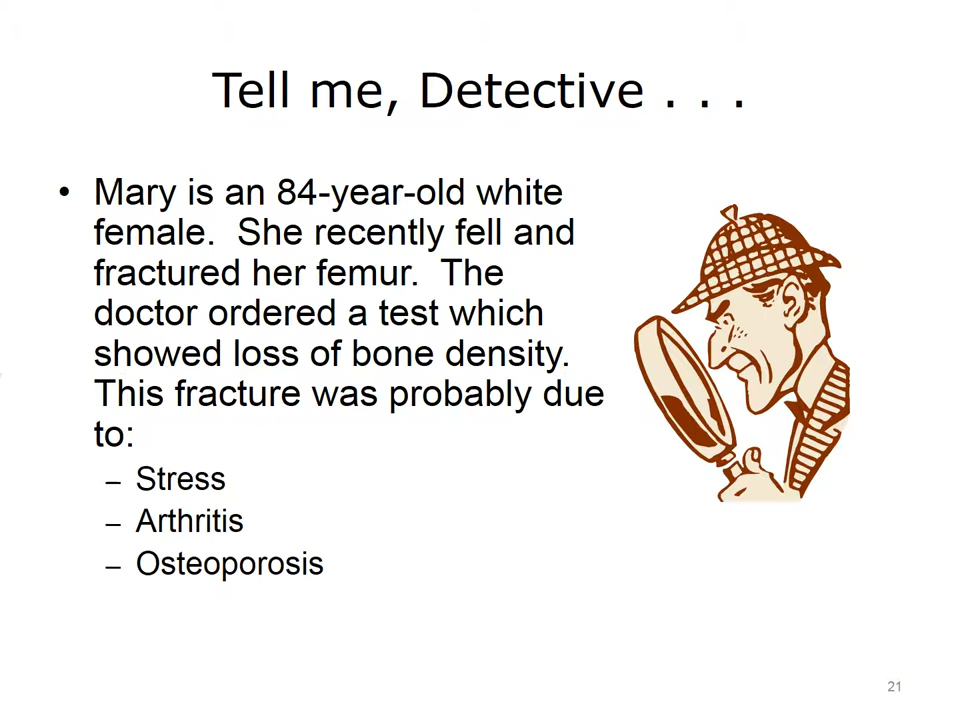 Tell me, Detective . . .
• Mary is an 84-year-old white
female.  She recently fell and
fractured her femur.  The
doctor ordered a test which
showed loss of bone density.
This fracture was probably due
to:
– Stress
– Arthritis
– Osteoporosis
21